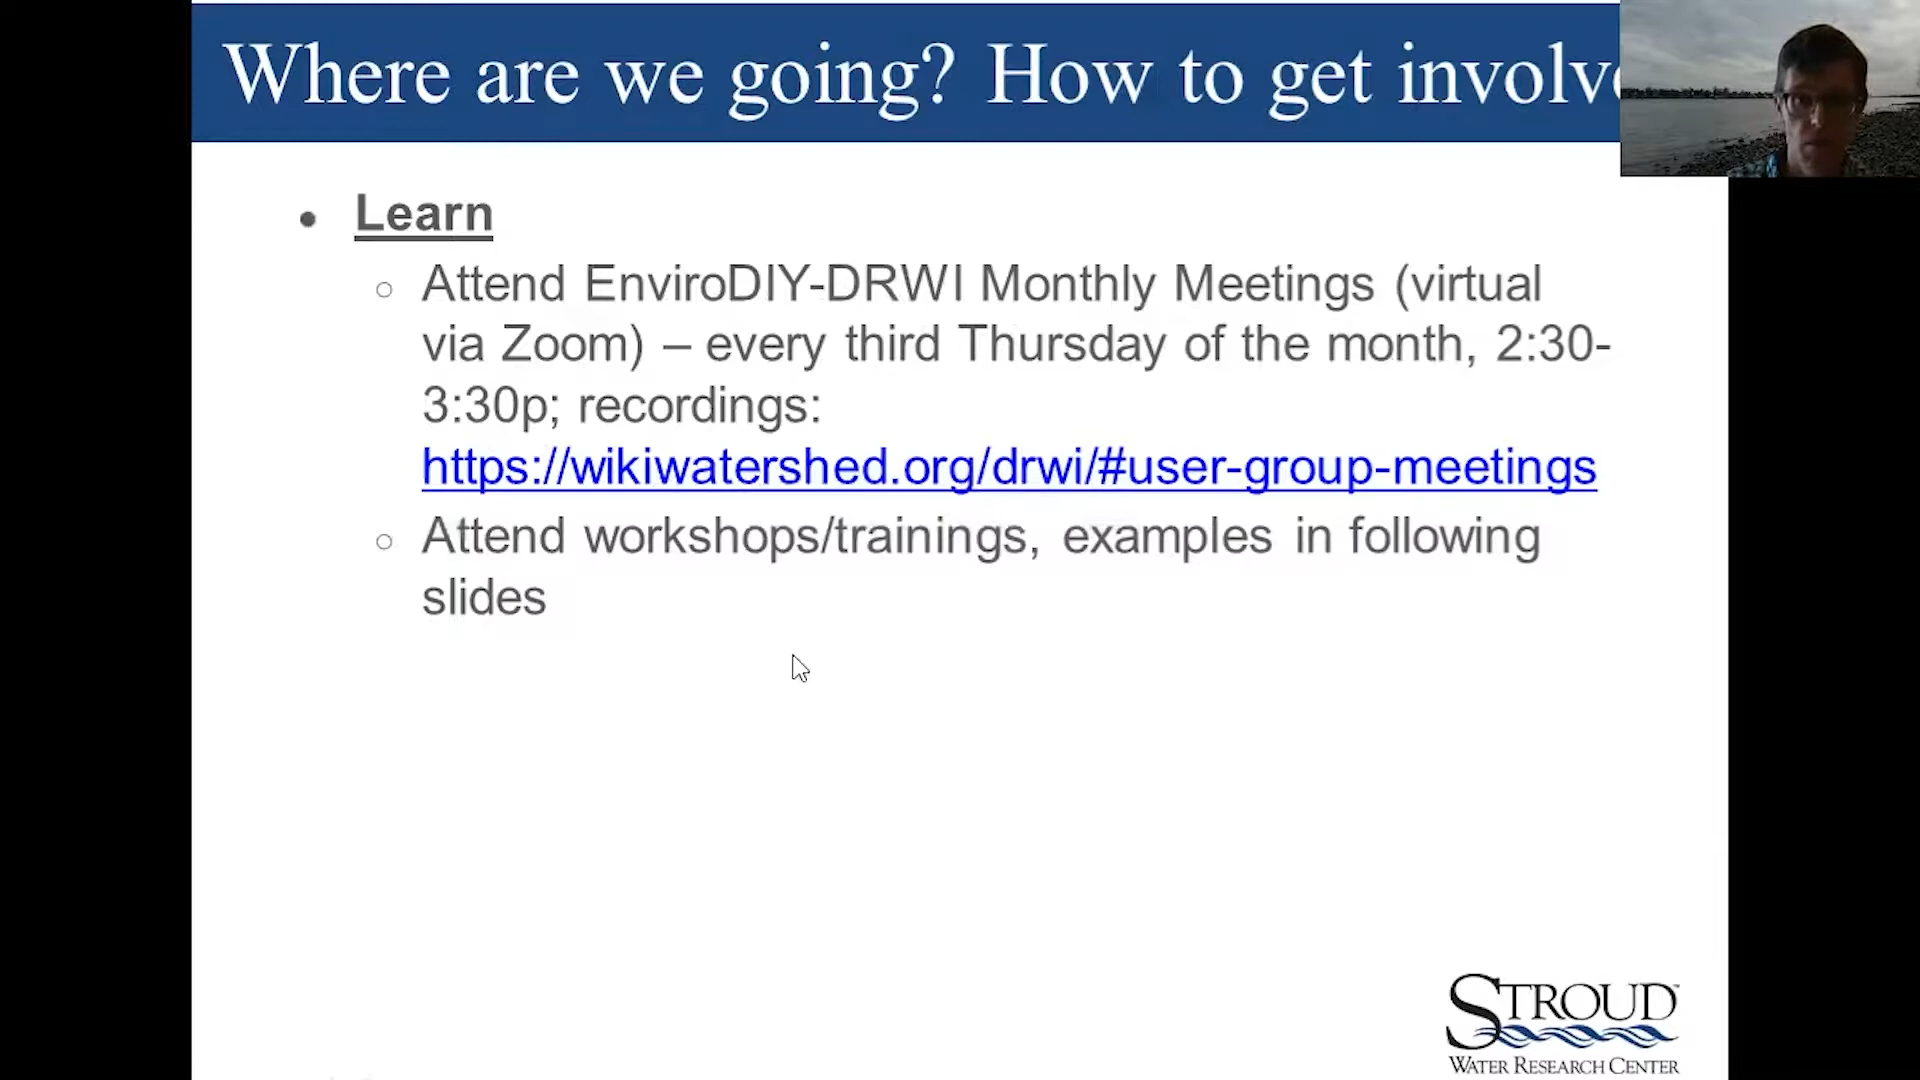 Where are we going? How to get involv
Learn
Attend EnviroDIY-DRWI Monthly Meetings (virtual
via Zoom) – every third Thursday of the month, 2:30-
3:30p; recordings:
https://wikiwatershed.org/drwi/#user-group-meetings
Attend workshops/trainings, examples in following
slides
STROUD™
WATER RESEARCH CENTER